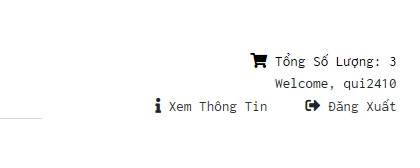 Tổng Số Lượng: 3
Welcome, qui2410
Xem Thông Tin Đăng Xuất